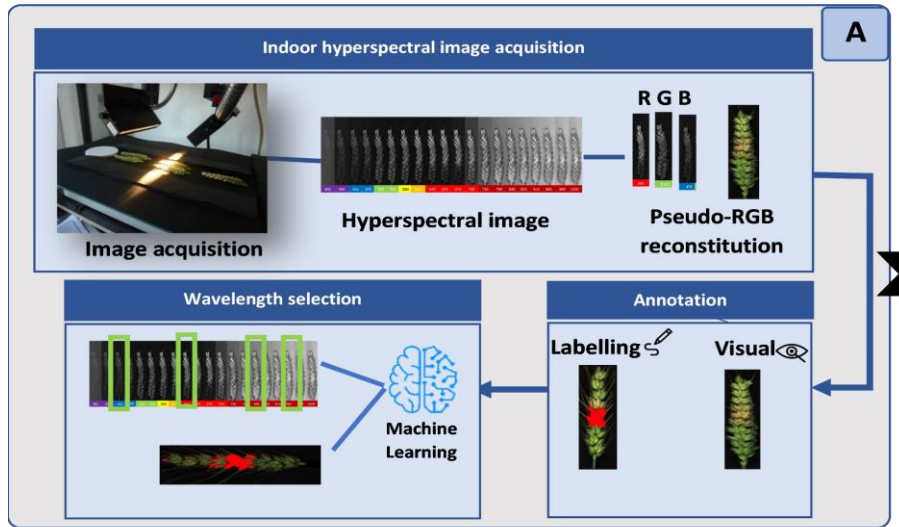 A
Indoor hyperspectral image acquisition
R G B
Image acquisition
Hyperspectral image
Pseudo-RGB
reconstitution
Wavelength selection
Annotation
Labelling
Visual
Machine
Learning